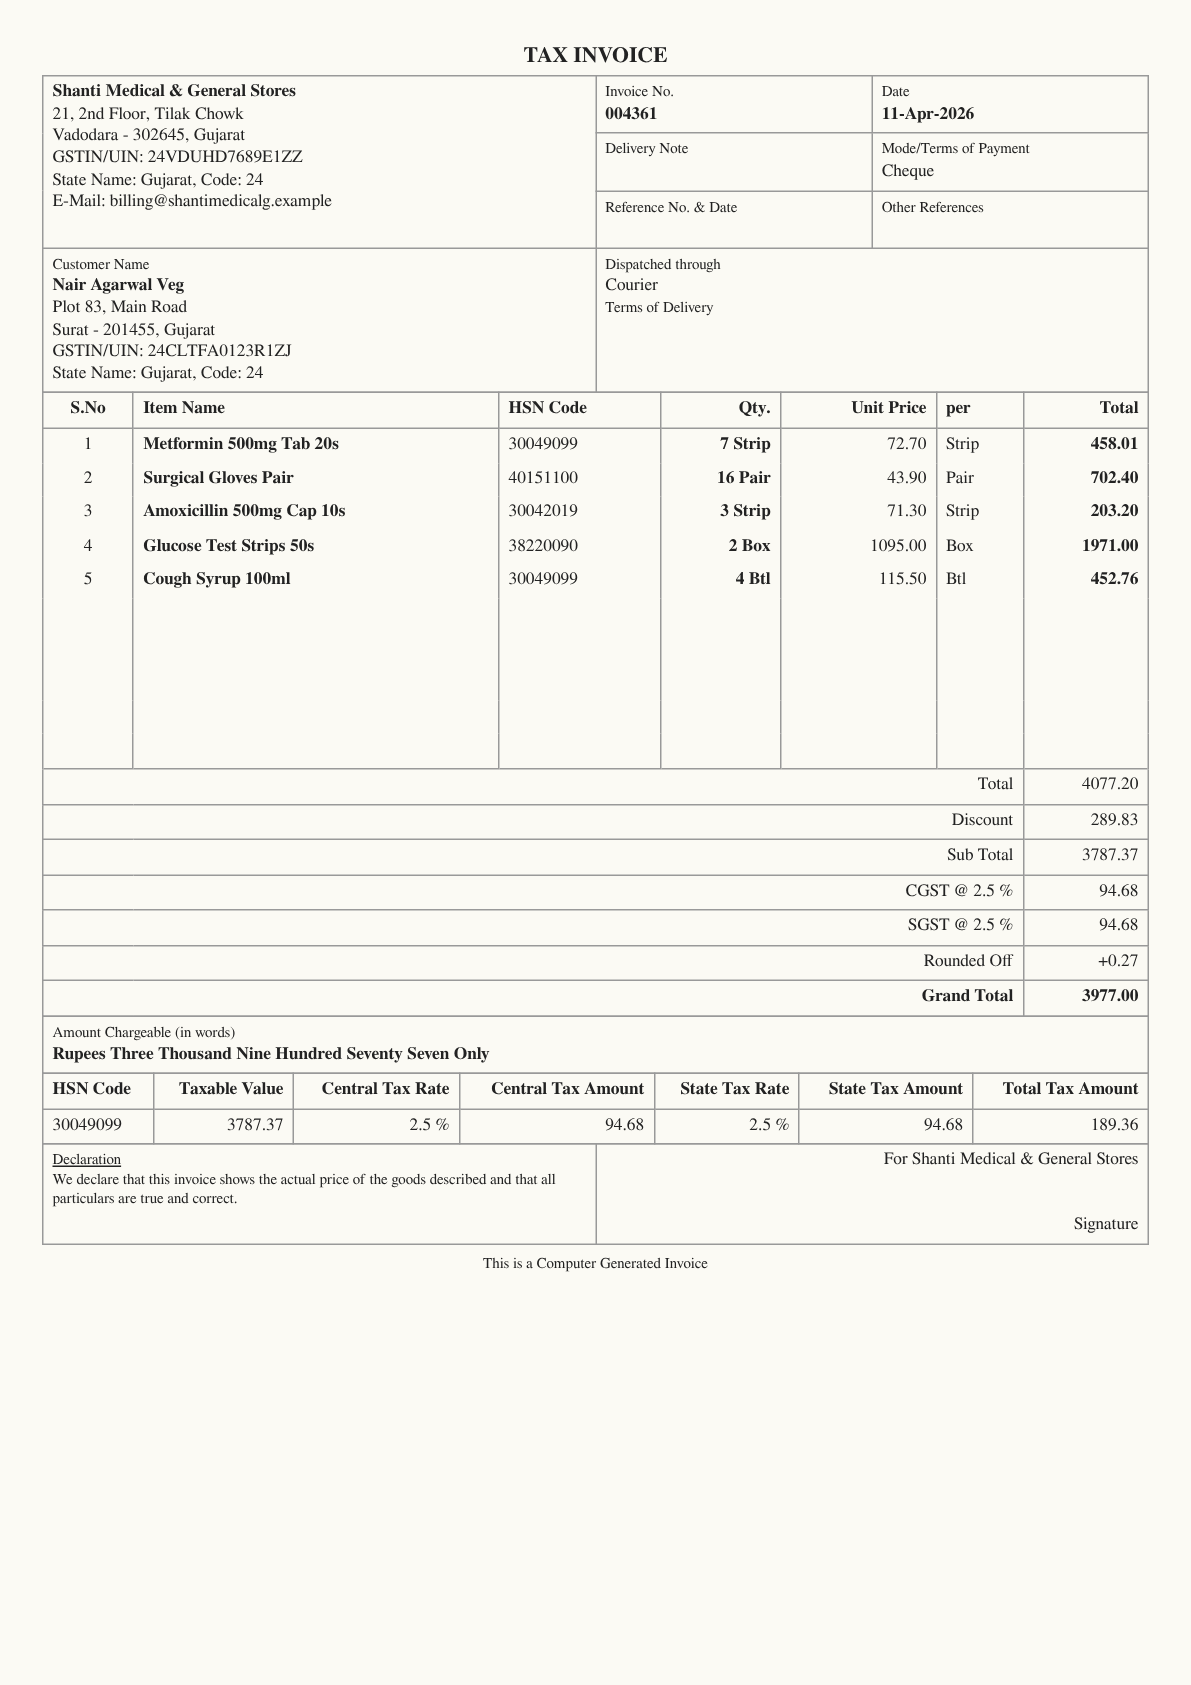 TAX INVOICE
Shanti Medical & General Stores
21, 2nd Floor, Tilak Chowk
Vadodara - 302645, Gujarat
GSTIN/UIN: 24VDUHD7689E1ZZ
State Name: Gujarat, Code: 24
E-Mail: billing@shantimedicalg.example
Invoice No.
004361
Date
11-Apr-2026
Delivery Note
Mode/Terms of Payment
Cheque
Reference No. & Date
Other References
Customer Name
Nair Agarwal Veg
Plot 83, Main Road
Surat - 201455, Gujarat
GSTIN/UIN: 24CLTFA0123R1ZJ
State Name: Gujarat, Code: 24
Dispatched through
Courier
Terms of Delivery
S.No Item Name HSN Code Qty. Unit Price per Total
1 Metformin 500mg Tab 20s 30049099 7 Strip 72.70 Strip 458.01
2 Surgical Gloves Pair 40151100 16 Pair 43.90 Pair 702.40
3 Amoxicillin 500mg Cap 10s 30042019 3 Strip 71.30 Strip 203.20
4 Glucose Test Strips 50s 38220090 2 Box 1095.00 Box 1971.00
5 Cough Syrup 100ml 30049099 4 Btl 115.50 Btl 452.76
Total 4077.20
Discount 289.83
Sub Total 3787.37
CGST @ 2.5 % 94.68
SGST @ 2.5 % 94.68
Rounded Off +0.27
Grand Total 3977.00
Amount Chargeable (in words)
Rupees Three Thousand Nine Hundred Seventy Seven Only
HSN Code Taxable Value Central Tax Rate Central Tax Amount State Tax Rate State Tax Amount Total Tax Amount
30049099 3787.37 2.5 % 94.68 2.5 % 94.68 189.36
Declaration
We declare that this invoice shows the actual price of the goods described and that all
particulars are true and correct.
For Shanti Medical & General Stores
Signature
This is a Computer Generated Invoice